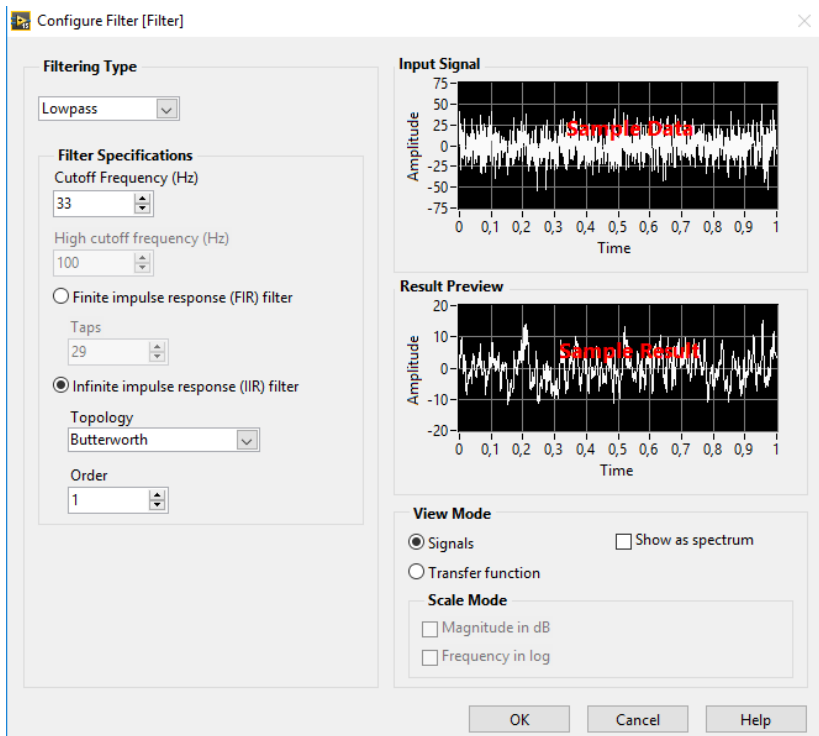 Configure Filter [Filter]
Filtering Type
Lowpass
Filter Specifications
Cutoff Frequency (Hz)
33
High cutoff frequency (Hz)
100
Finite impulse response (FIR) filter
Taps
29
Infinite impulse response (IIR) filter
Topology
Butterworth
Order
1
Input Signal
75
50
25
0
-25
-50
-75
Amplitude
Sample Data
0 0,1 0,2 0,3 0,4 0,5 0,6 0,7 0,8 0,9 1
Time
Result Preview
20
10
0
-10
-20
Amplitude
Sample Result
0 0,1 0,2 0,3 0,4 0,5 0,6 0,7 0,8 0,9 1
Time
View Mode
Signals
Show as spectrum
Transfer function
Scale Mode
Magnitude in dB
Frequency in log
OK Cancel Help